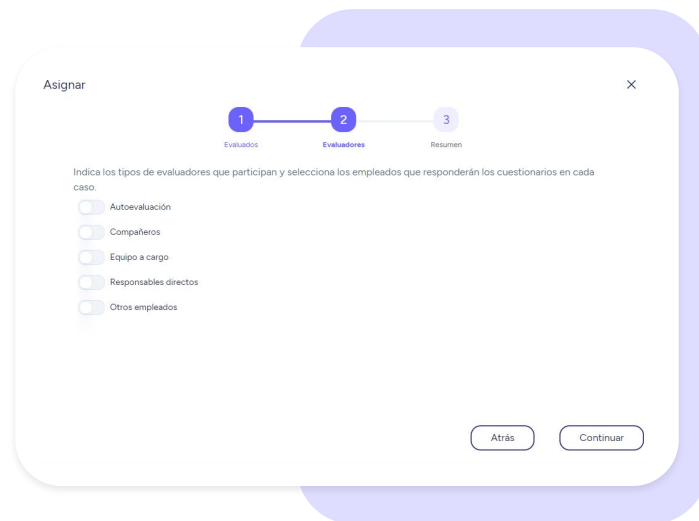 Asignar
1
2
3
Evaluados
Evaluadores
Resumen
Indica los tipos de evaluadores que participan y selecciona los empleados que responderán los cuestionarios en cada
caso.
Autoevaluación
Compañeros
Equipo a cargo
Responsables directos
Otros empleados
Atrás
Continuar